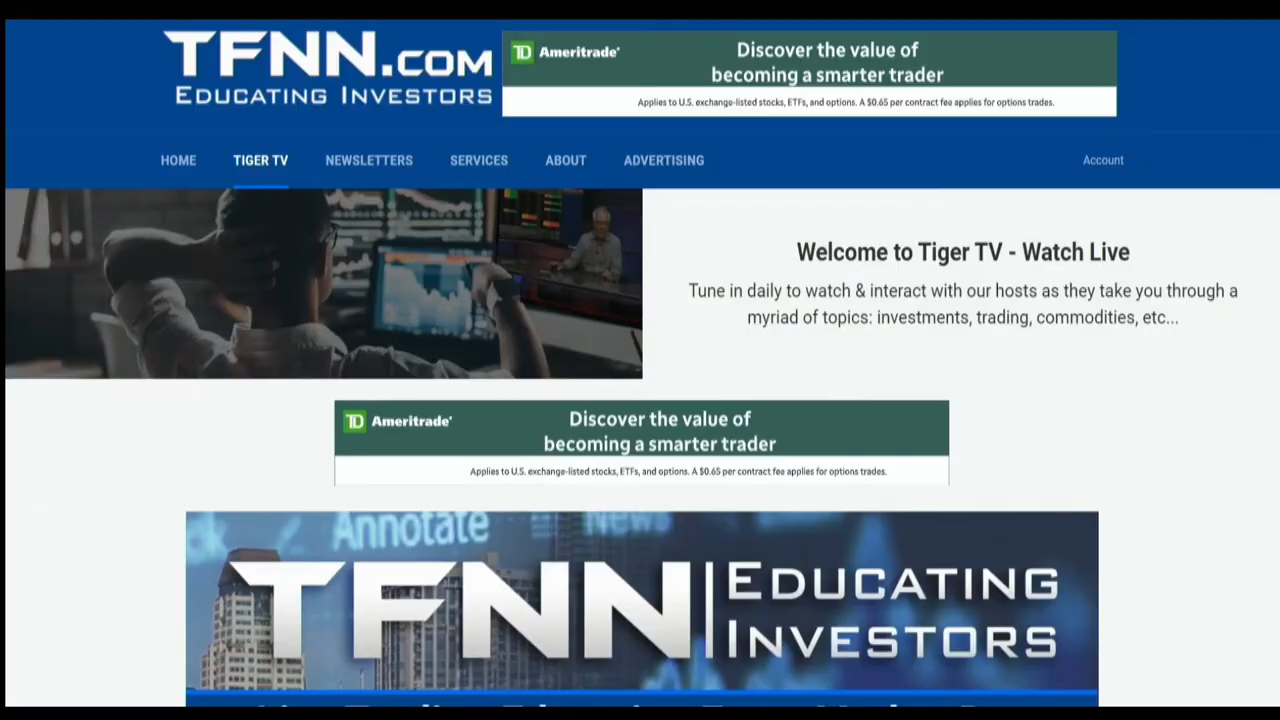 TFNN.COM
EDUCATING INVESTORS
TD Ameritrade
Discover the value of
becoming a smarter trader
Applies to U.S. exchange-listed stocks, ETFs, and options. A $0.65 per contract fee applies for options trades.
HOME TIGER TV NEWSLETTERS SERVICES ABOUT ADVERTISING Account
Welcome to Tiger TV - Watch Live
Tune in daily to watch & interact with our hosts as they take you through a
myriad of topics: investments, trading, commodities, etc...
TD Ameritrade
Discover the value of
becoming a smarter trader
Applies to U.S. exchange-listed stocks, ETFs, and options. A $0.65 per contract fee applies for options trades.
Annotate News
TFNN EDUCATING
INVESTORS